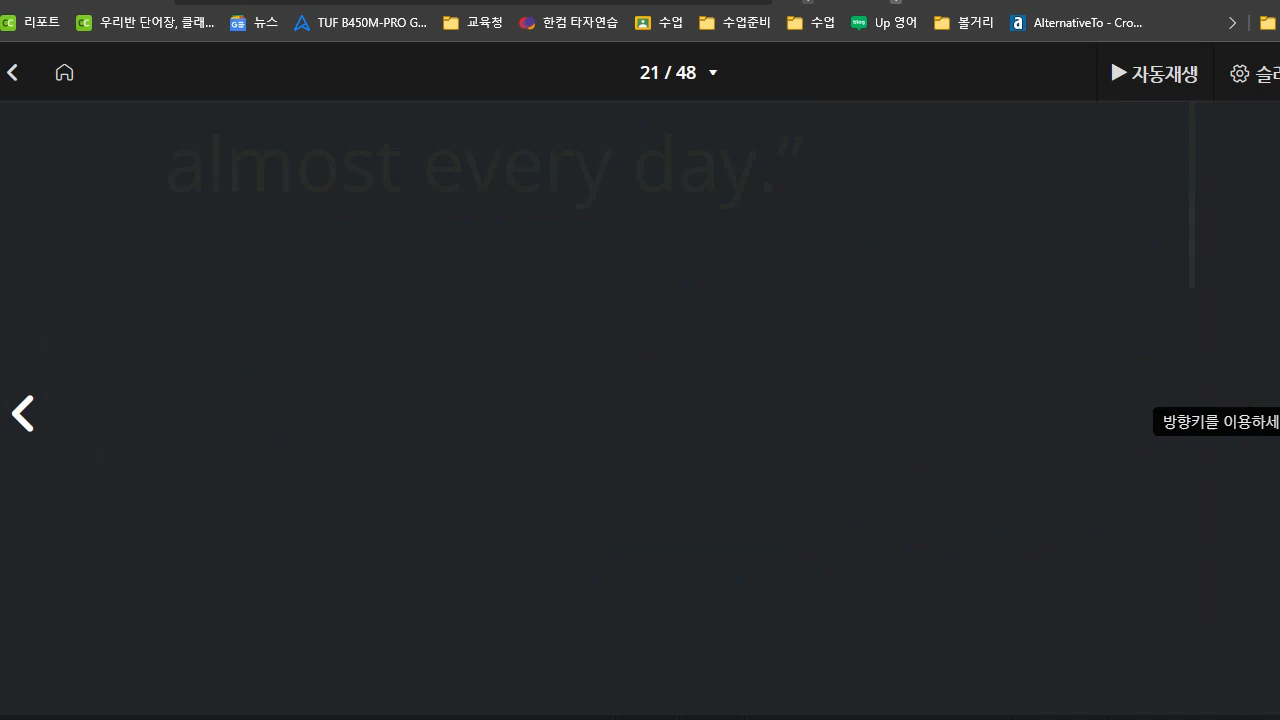 리포트
우리반 단어장, 클래...
뉴스
TUF B450M-PRO G...
교육청
한컴 타자연습
수업
수업준비
수업
Up 영어
볼거리
AlternativeTo - Cro...
21 / 48
자동재생
almost every day.”
방향키를 이용하세